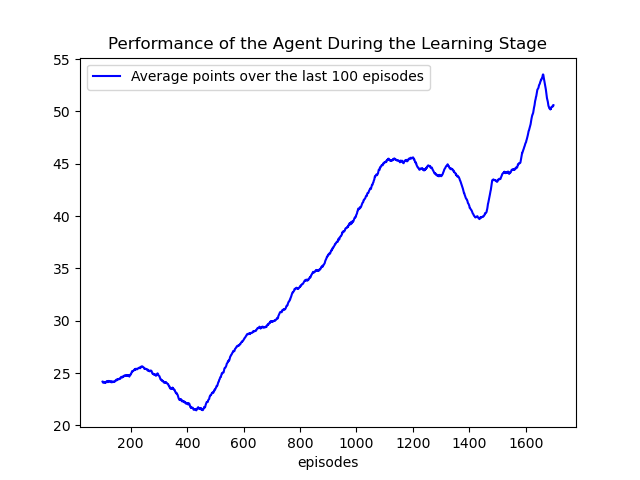 Performance of the Agent During the Learning Stage
Average points over the last 100 episodes
55
50
45
40
35
30
25
20
200 400 600 800 1000 1200 1400 1600
episodes